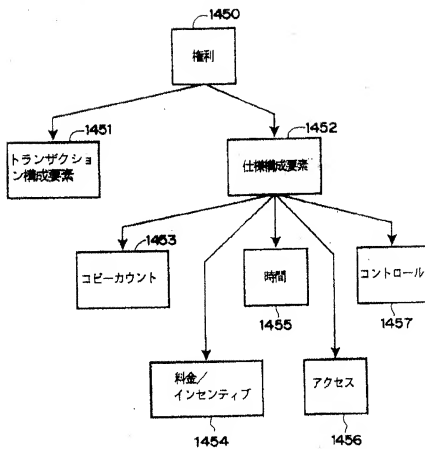 1450
権利
1451
トランザクショ
ン構成要素
1452
仕様構成要素
1453
コピーカウント
時間
1455
コントロール
1457
料金／
インセンティブ
1454
アクセス
1456